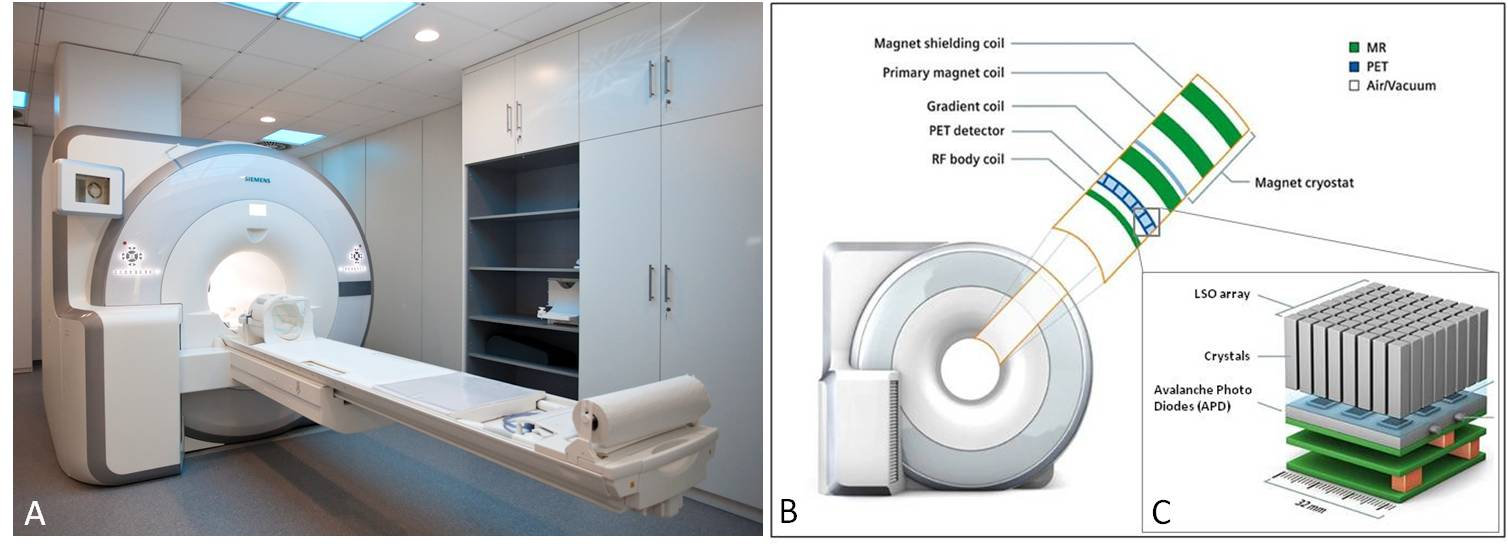 SIEMENS
A
Magnet shielding coil
Primary magnet coil
Gradient coil
PET detector
RF body coil
MR
PET
Air/Vacuum
Magnet cryostat
B
LSO array
Crystals
Avalanche Photo
Diodes (APD)
32 mm
C